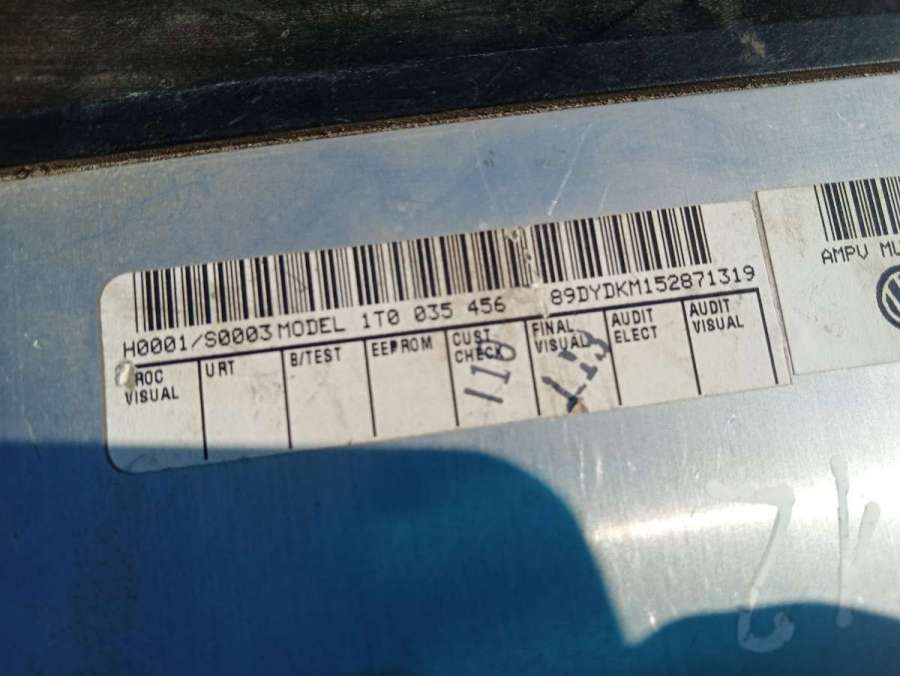 H0001/S0003 MODEL 1T0 035 456 89DYDKM152871319
ROC VISUAL
URT
B/TEST
EEPROM
CUST CHECK
FINAL VISUAL
AUDIT ELECT
AUDIT VISUAL
011
AMPV